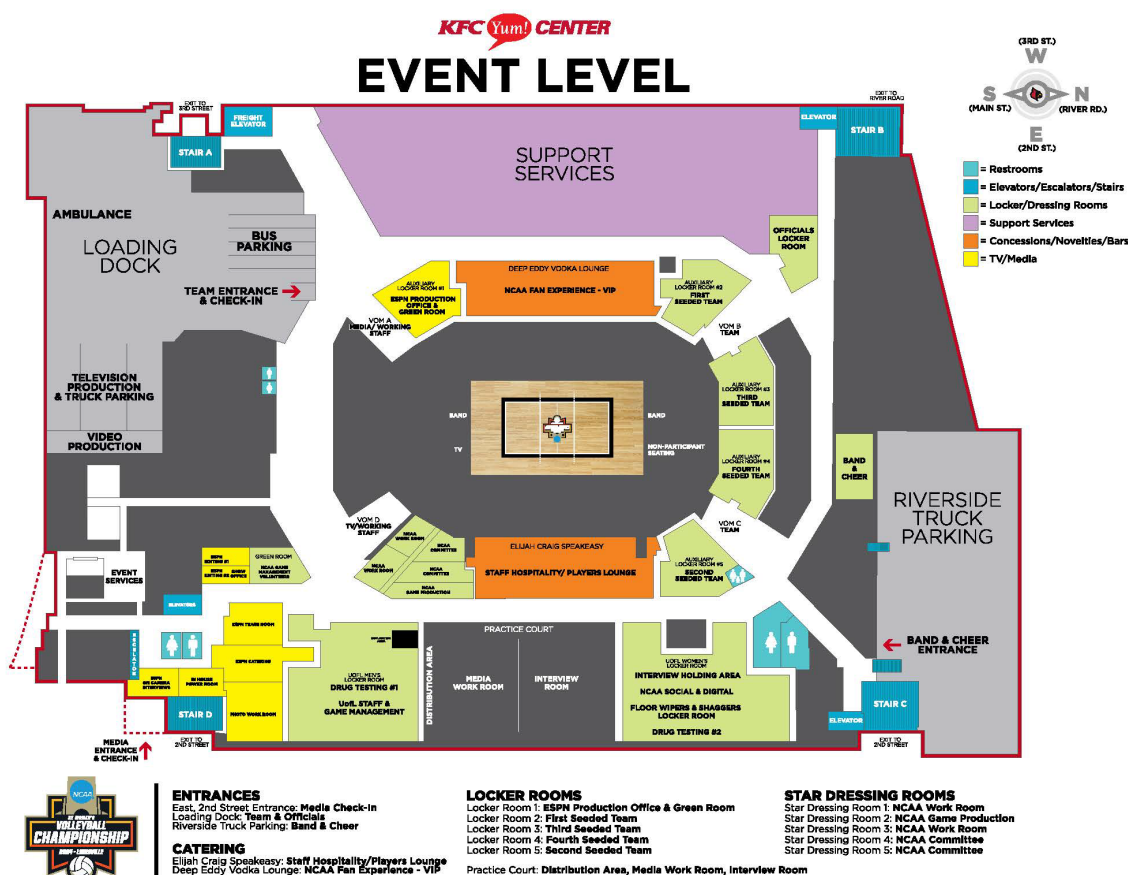 KFC Yum! CENTER
EVENT LEVEL
(3RD ST.)
W
S
N
(MAIN ST.)
(RIVER RD.)
E
(2ND ST.)
= Restrooms
= Elevators/Escalators/Stairs
= Locker/Dressing Rooms
= Support Services
= Concessions/Novelties/Bars
= TV/Media
EXIT TO
3RD STREET
FREIGHT
ELEVATOR
STAIR A
EXIT TO
RIVER ROAD
ELEVATOR
STAIR B
SUPPORT
SERVICES
AMBULANCE
LOADING
DOCK
BUS
PARKING
TEAM ENTRANCE
& CHECK-IN
OFFICIALS
LOCKER
ROOM
AUXILIARY
LOCKER ROOM #1
ESPN PRODUCTION
OFFICE &
GREEN ROOM
DEEP EDDY VODKA LOUNGE
NCAA FAN EXPERIENCE - VIP
AUXILIARY
LOCKER ROOM #2
FIRST
SEEDED TEAM
VOM A
MEDIA/ WORKING
STAFF
VOM B
TEAM
TELEVISION
PRODUCTION
& TRUCK PARKING
VIDEO
PRODUCTION
AUXILIARY
LOCKER ROOM #3
THIRD
SEEDED TEAM
BAND
BAND
TV
NON-PARTICIPANT
SEATING
AUXILIARY
LOCKER ROOM #4
FOURTH
SEEDED TEAM
BAND
&
CHEER
RIVERSIDE
TRUCK
PARKING
VOM D
TV/WORKING
STAFF
VOM C
TEAM
NCAA
WORK ROOM
NCAA
COMMITTEE
NCAA
WORK ROOM
NCAA
COMMITTEE
NCAA
GAME PRODUCTION
ELIJAH CRAIG SPEAKEASY
STAFF HOSPITALITY/ PLAYERS LOUNGE
AUXILIARY
LOCKER ROOM #5
SECOND
SEEDED TEAM
EVENT
SERVICES
ESPN
EDITING #1
ESPN
EDITING #2
SHOW
OFFICE
GREEN ROOM
NCAA GAME
MANAGEMENT
VOLUNTEERS
ELEVATORS
ESCALATOR
ESPN TEAM ROOM
ESPN CATERING
ESPN
ON CAMERA
INTERVIEWS
IN HOUSE
POWER ROOM
PHOTO WORK ROOM
STAIR D
EXIT TO
2ND STREET
MEDIA
ENTRANCE
& CHECK-IN
UOFL MEN'S
LOCKER ROOM
DRUG TESTING #1
UofL STAFF &
GAME MANAGEMENT
DISTRIBUTION AREA
PRACTICE COURT
MEDIA
WORK ROOM
INTERVIEW
ROOM
UOFL WOMEN'S
LOCKER ROOM
INTERVIEW HOLDING AREA
NCAA SOCIAL & DIGITAL
FLOOR WIPERS & SHAGGERS
LOCKER ROOM
DRUG TESTING #2
BAND & CHEER
ENTRANCE
ELEVATOR
STAIR C
EXIT TO
2ND STREET
NCAA
VOLLEYBALL
CHAMPIONSHIP
ENTRANCES
East, 2nd Street Entrance: Media Check-In
Loading Dock: Team & Officials
Riverside Truck Parking: Band & Cheer
CATERING
Elijah Craig Speakeasy: Staff Hospitality/Players Lounge
Deep Eddy Vodka Lounge: NCAA Fan Experience - VIP
LOCKER ROOMS
Locker Room 1: ESPN Production Office & Green Room
Locker Room 2: First Seeded Team
Locker Room 3: Third Seeded Team
Locker Room 4: Fourth Seeded Team
Locker Room 5: Second Seeded Team
Practice Court: Distribution Area, Media Work Room, Interview Room
STAR DRESSING ROOMS
Star Dressing Room 1: NCAA Work Room
Star Dressing Room 2: NCAA Game Production
Star Dressing Room 3: NCAA Work Room
Star Dressing Room 4: NCAA Committee
Star Dressing Room 5: NCAA Committee